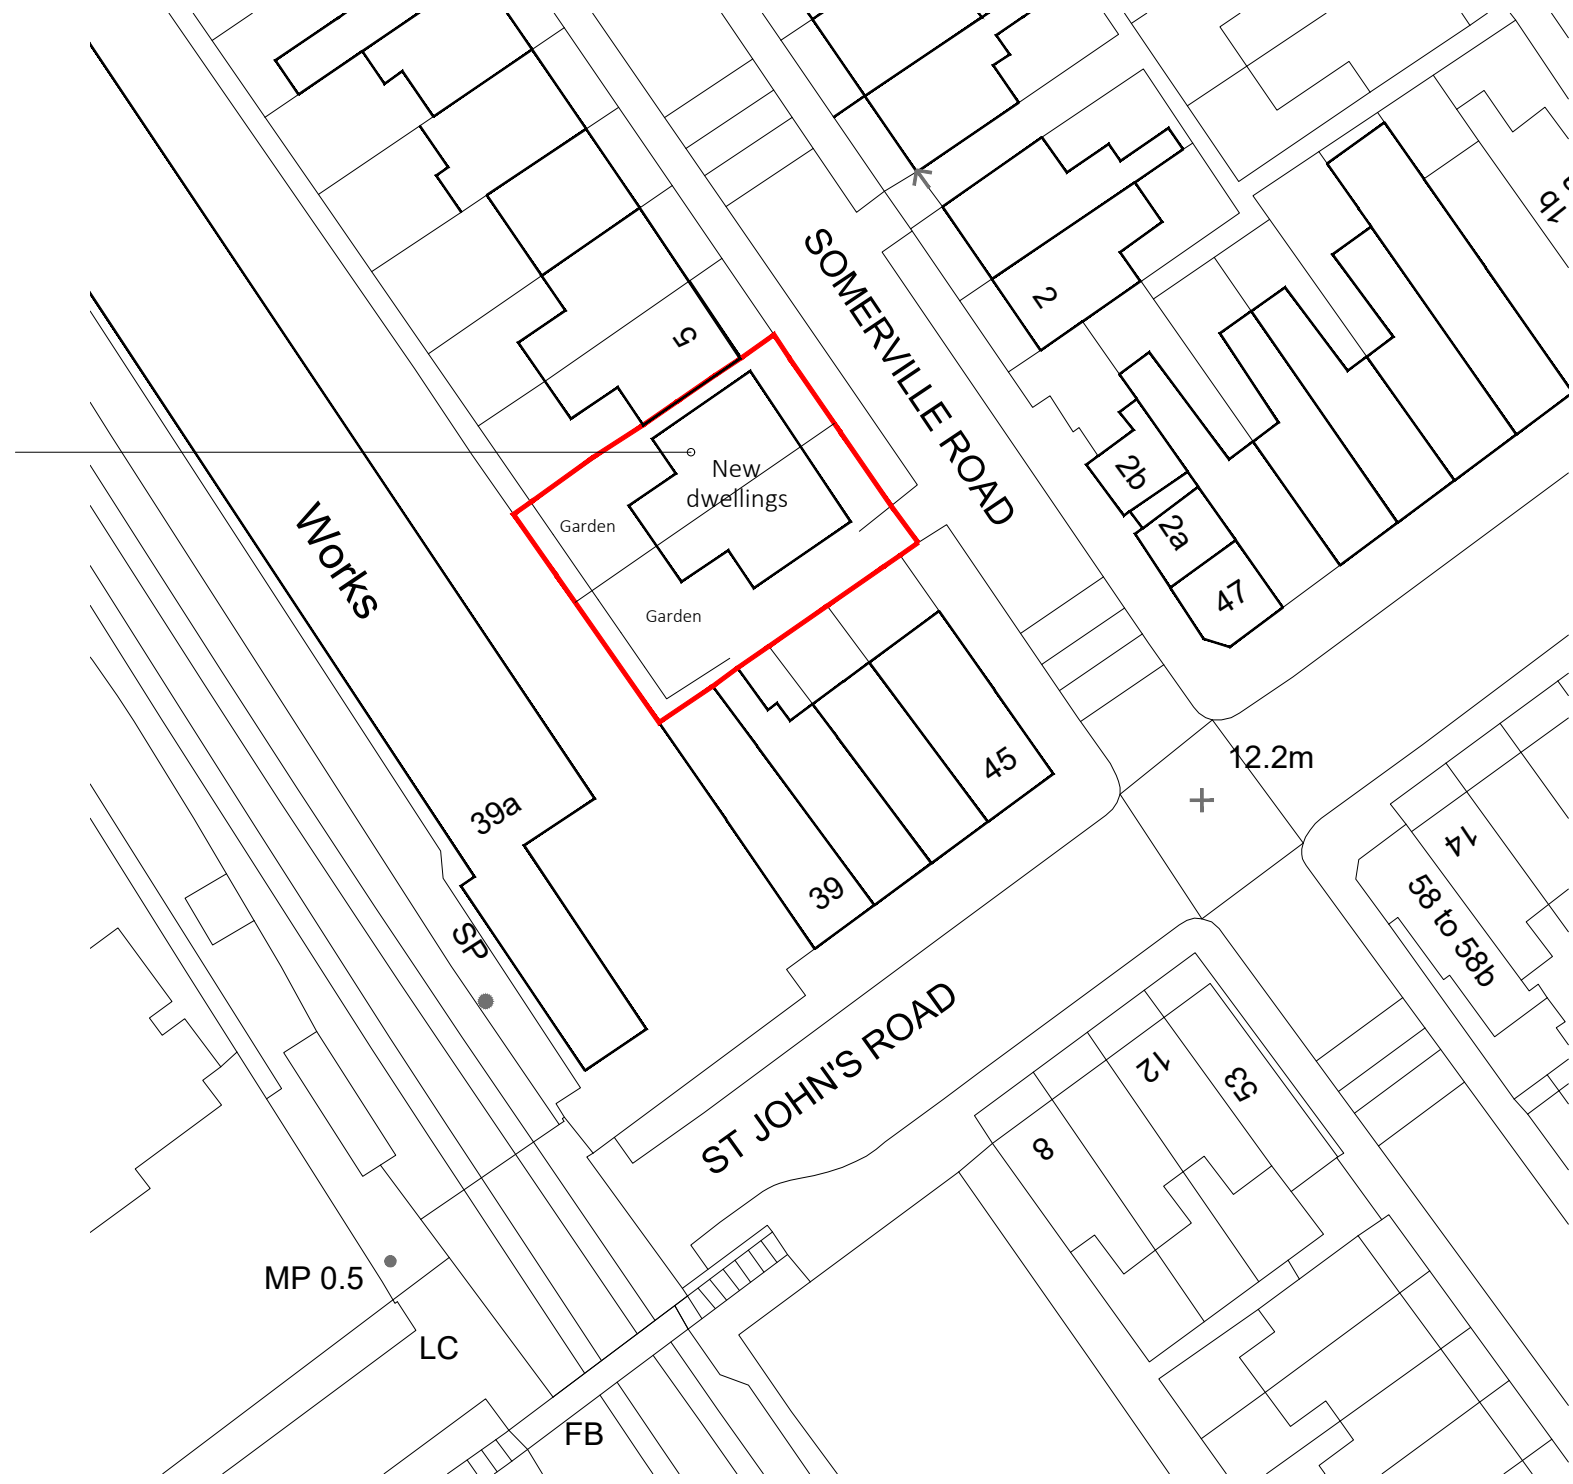 1b
SOMERVILLE ROAD
2
5
New
dwellings
Garden
Garden
2b
2a
47
Works
45
12.2m
39a
39
14
58 to 58b
SP
ST JOHN'S ROAD
12
53
8
MP 0.5
LC
FB